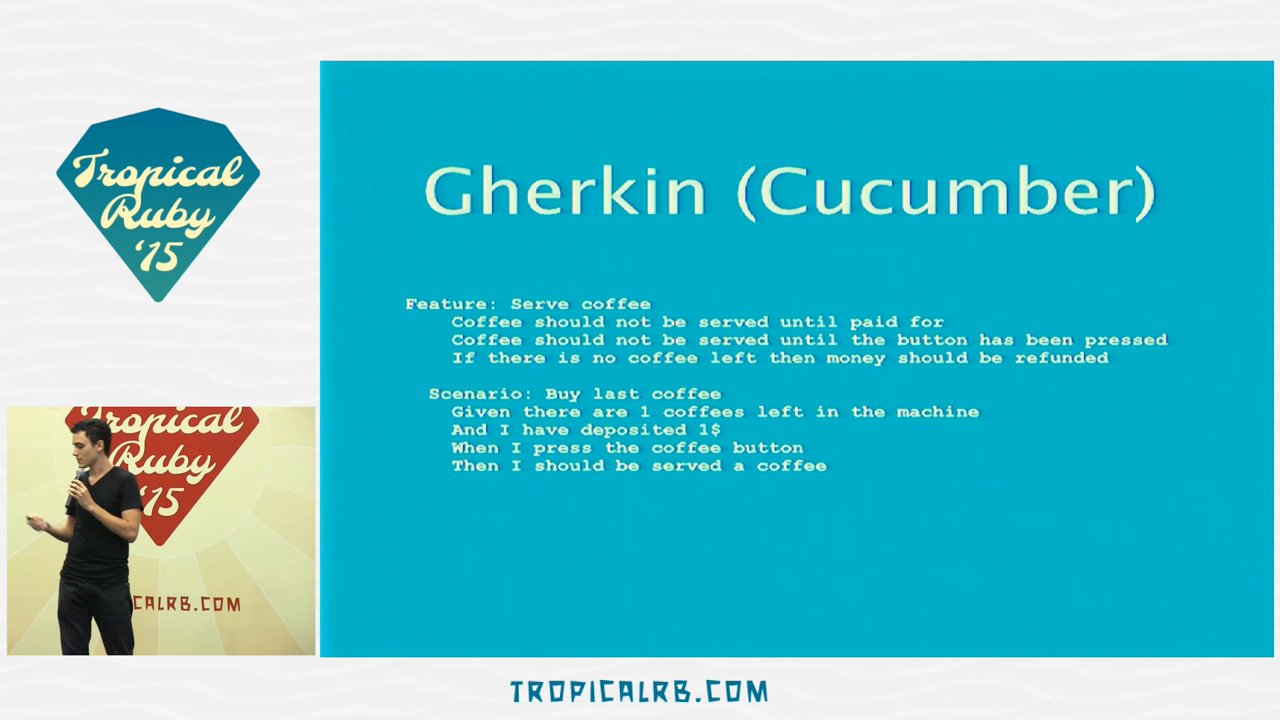 Tropical
Ruby
'15
Gherkin (Cucumber)
Feature: Serve coffee
Coffee should not be served until paid for
Coffee should not be served until the button has been pressed
If there is no coffee left then money should be refunded
Scenario: Buy last coffee
Given there are 1 coffees left in the machine
And I have deposited 1$
When I press the coffee button
Then I should be served a coffee
Tropical
Ruby
'15
CALRB.COM
TROPICALRB.COM